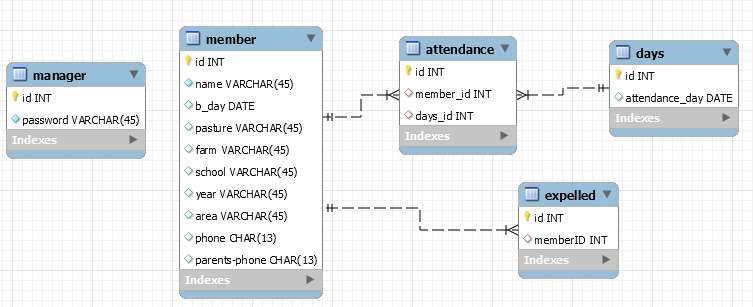 manager
id INT
password VARCHAR(45)
Indexes
member
id INT
name VARCHAR(45)
b_day DATE
pasture VARCHAR(45)
farm VARCHAR(45)
school VARCHAR(45)
year VARCHAR(45)
area VARCHAR(45)
phone CHAR(13)
parents-phone CHAR(13)
Indexes
attendance
id INT
member_id INT
days_id INT
Indexes
days
id INT
attendance_day DATE
Indexes
expelled
id INT
memberID INT
Indexes